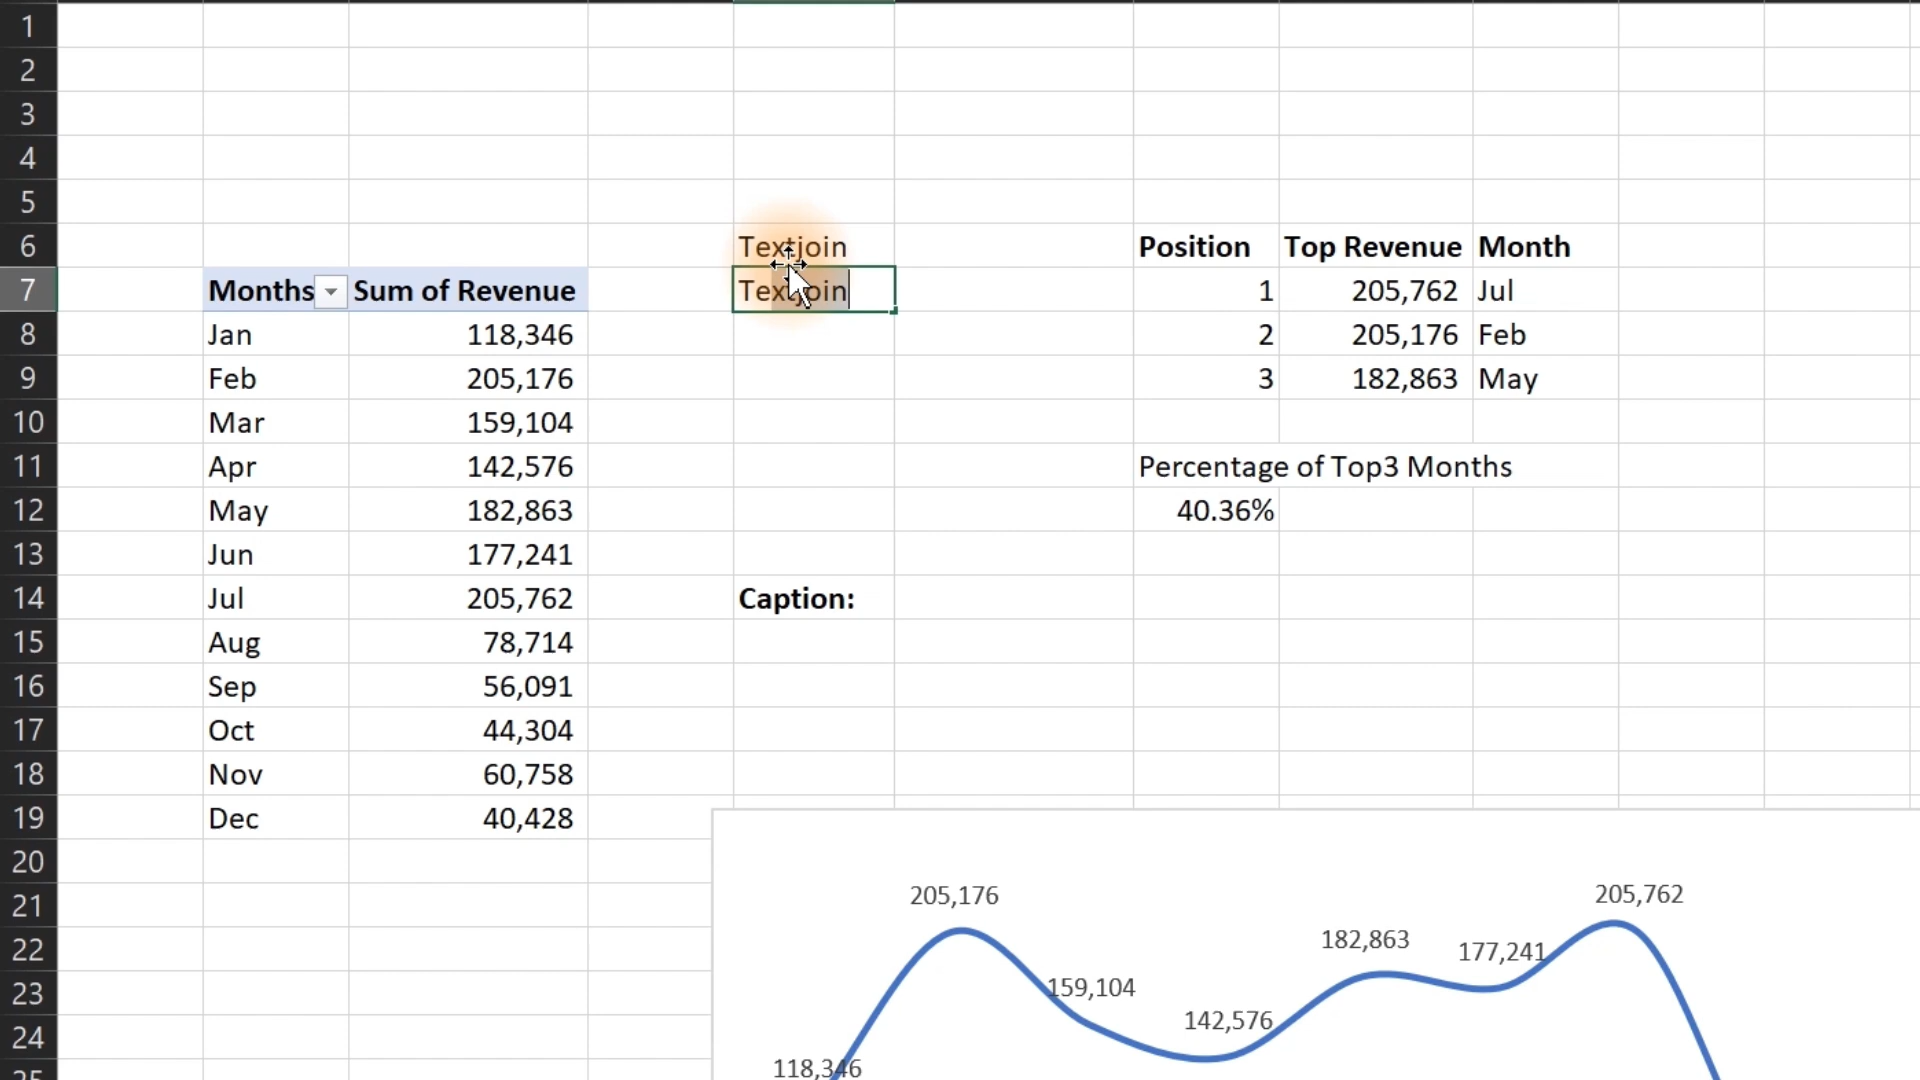 1
2
3
4
5
6 Textjoin Position Top Revenue Month
7 Months Sum of Revenue Textjoin 1 205,762 Jul
8 Jan 118,346 2 205,176 Feb
9 Feb 205,176 3 182,863 May
10 Mar 159,104
11 Apr 142,576 Percentage of Top3 Months
12 May 182,863 40.36%
13 Jun 177,241
14 Jul 205,762 Caption:
15 Aug 78,714
16 Sep 56,091
17 Oct 44,304
18 Nov 60,758
19 Dec 40,428
20
21 205,176 205,762
22 182,863 177,241
23 159,104
24 142,576
25 118,346